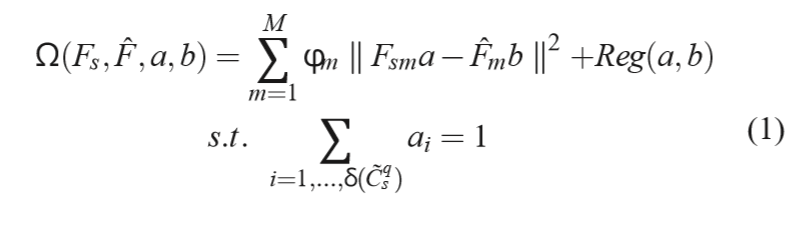 Ω(F_s, F̂, a, b) = ∑_{m=1}^{M} φ_m ‖ F_{sm}a − F̂_m b ‖² + Reg(a, b)
s.t. ∑_{i=1,...,δ(C̃_s^q)} a_i = 1 (1)